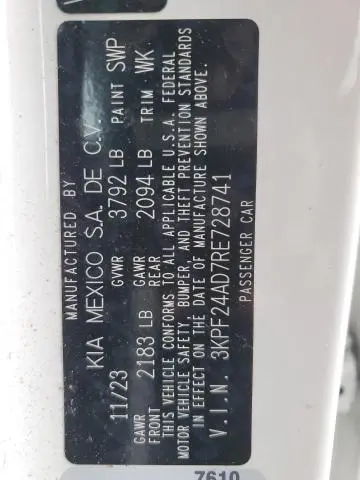 MANUFACTURED BY
KIA MEXICO S.A. DE C.V.
11/23 GVWR 3792 LB PAINT SWP
GAWR FRONT 2183 LB GAWR REAR 2094 LB TRIM WK
THIS VEHICLE CONFORMS TO ALL APPLICABLE U.S.A. FEDERAL
MOTOR VEHICLE SAFETY, BUMPER, AND THEFT PREVENTION STANDARDS
IN EFFECT ON THE DATE OF MANUFACTURE SHOWN ABOVE.
V.I.N. 3KPF24AD7RE728741
PASSENGER CAR
7610